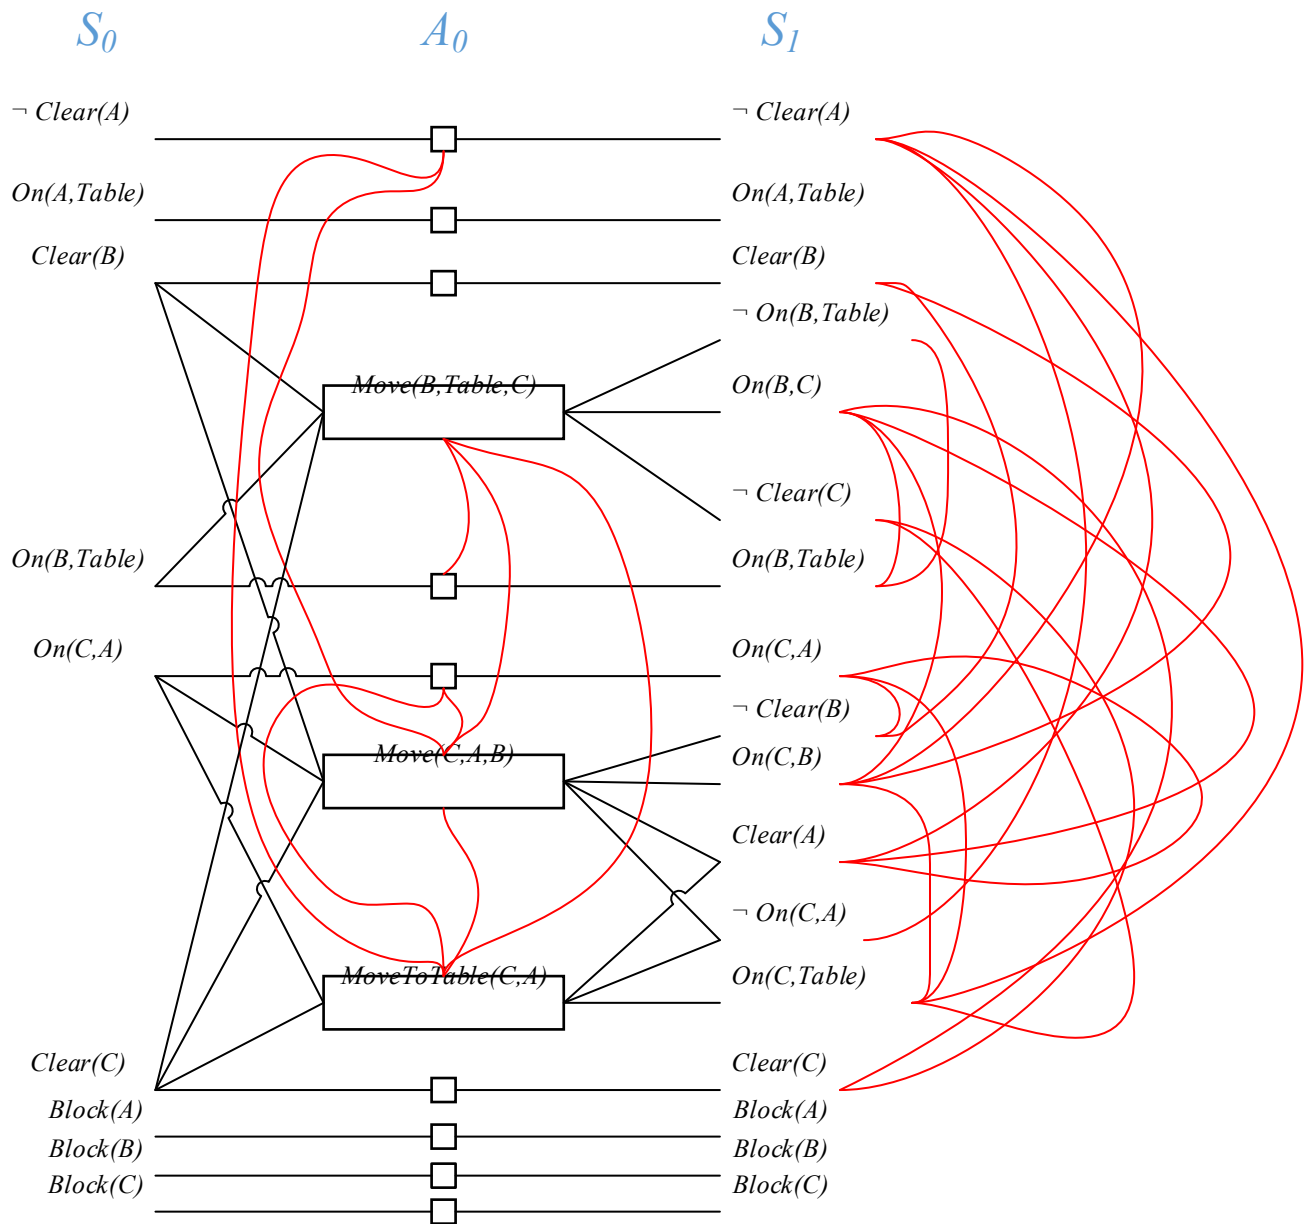 S0 A0 S1
¬ Clear(A) ¬ Clear(A)
On(A,Table) On(A,Table)
Clear(B) Clear(B)
¬ On(B,Table)
Move(B,Table,C) On(B,C)
¬ Clear(C)
On(B,Table) On(B,Table)
On(C,A) On(C,A)
¬ Clear(B)
Move(C,A,B) On(C,B)
Clear(A)
¬ On(C,A)
MoveToTable(C,A) On(C,Table)
Clear(C) Clear(C)
Block(A) Block(A)
Block(B) Block(B)
Block(C) Block(C)